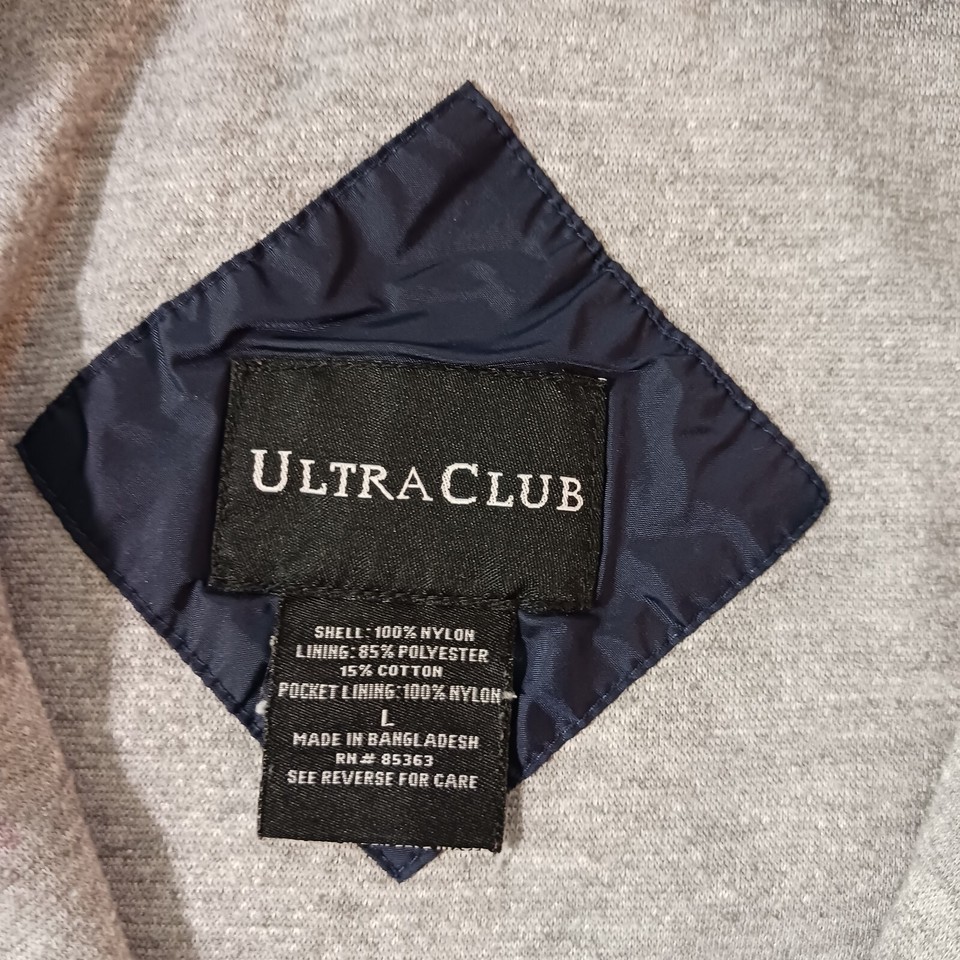 ULTRACLUB
SHELL: 100% NYLON
LINING: 85% POLYESTER
15% COTTON
POCKET LINING: 100% NYLON
L
MADE IN BANGLADESH
RN # 85363
SEE REVERSE FOR CARE